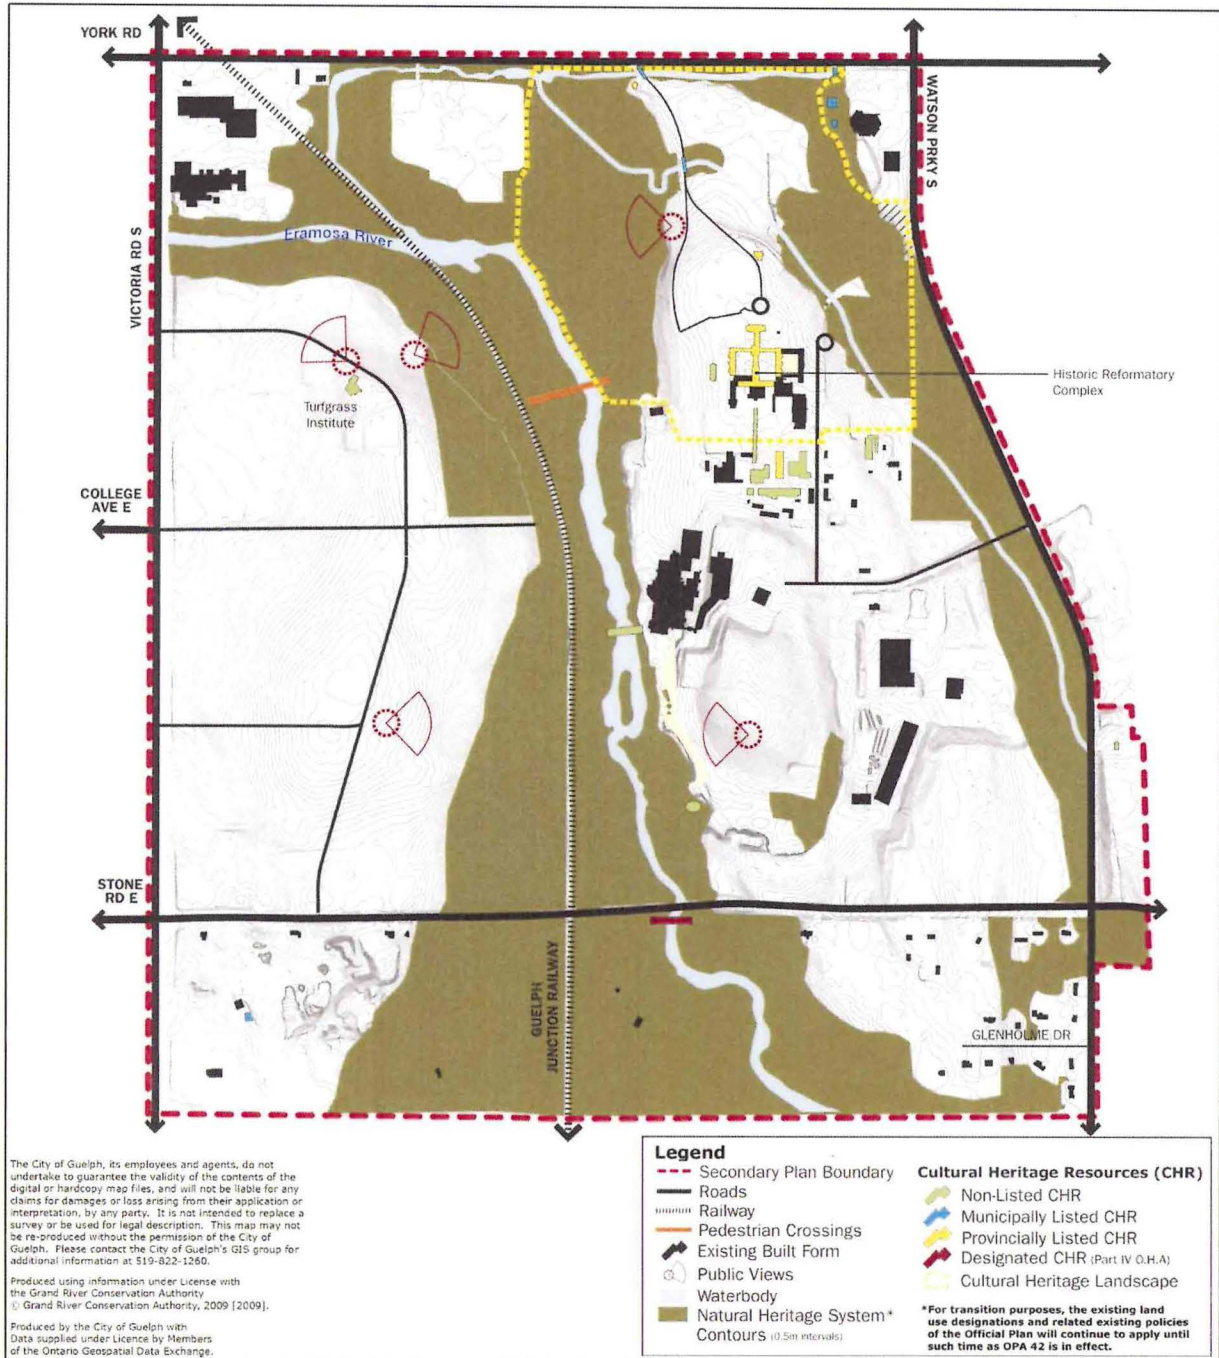 YORK RD
WATSON PRKY S
VICTORIA RD S
Eramosa River
Historic Reformatory
Complex
Turfgrass
Institute
COLLEGE
AVE E
STONE
RD E
GUELPH
JUNCTION RAILWAY
GLENHOLME DR
The City of Guelph, its employees and agents, do not
undertake to guarantee the validity of the contents of the
digital or hardcopy map files, and will not be liable for any
claims for damages or loss arising from their application or
interpretation, by any party. It is not intended to replace a
survey or be used for legal description. This map may not
be re-produced without the permission of the City of
Guelph. Please contact the City of Guelph's GIS group for
additional information at 519-822-1260.
Produced using information under License with
the Grand River Conservation Authority
© Grand River Conservation Authority, 2009 [2009].
Produced by the City of Guelph with
Data supplied under Licence by Members
of the Ontario Geospatial Data Exchange.
Legend
Secondary Plan Boundary
Roads
Railway
Pedestrian Crossings
Existing Built Form
Public Views
Waterbody
Natural Heritage System*
Contours (0.5m intervals)
Cultural Heritage Resources (CHR)
Non-Listed CHR
Municipally Listed CHR
Provincially Listed CHR
Designated CHR (Part IV O.H.A)
Cultural Heritage Landscape
*For transition purposes, the existing land
use designations and related existing policies
of the Official Plan will continue to apply until
such time as OPA 42 is in effect.